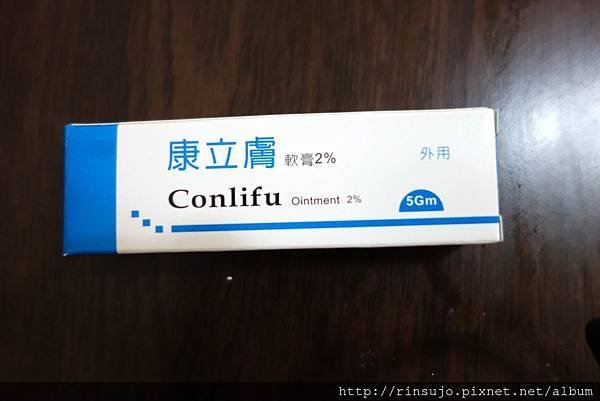 康立膚 軟膏2% 外用
Conlifu Ointment 2% 5Gm
http://rinsujo.pixnet.net/album